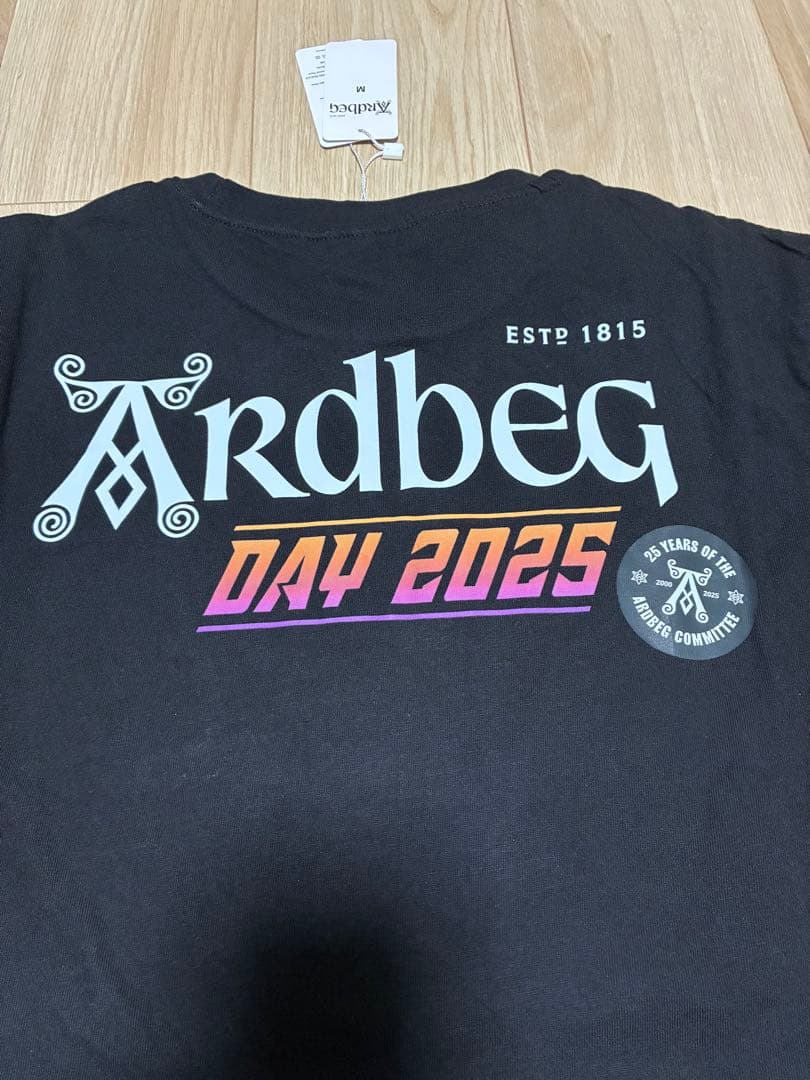 M
ARdbEG
ESTD 1815
ARdbEG
DAY 2025
25 YEARS OF THE
2000 2025
ARDBEG COMMITTEE